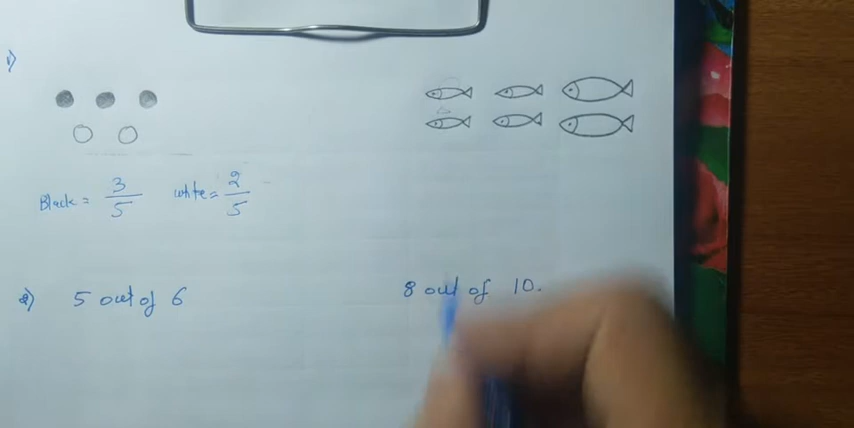 1)
Black = 3/5 white = 2/5
2) 5 out of 6 8 out of 10.